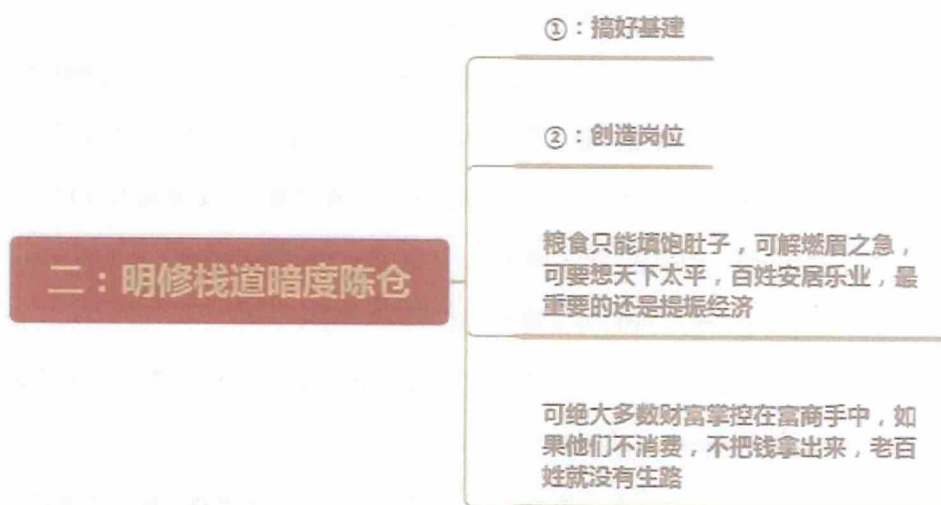 ①：搞好基建
②：创造岗位
二：明修栈道暗度陈仓
粮食只能填饱肚子，可解燃眉之急，
可要想天下太平，百姓安居乐业，最
重要的还是提振经济
可绝大多数财富掌控在富商手中，如
果他们不消费，不把钱拿出来，老百
姓就没有生路